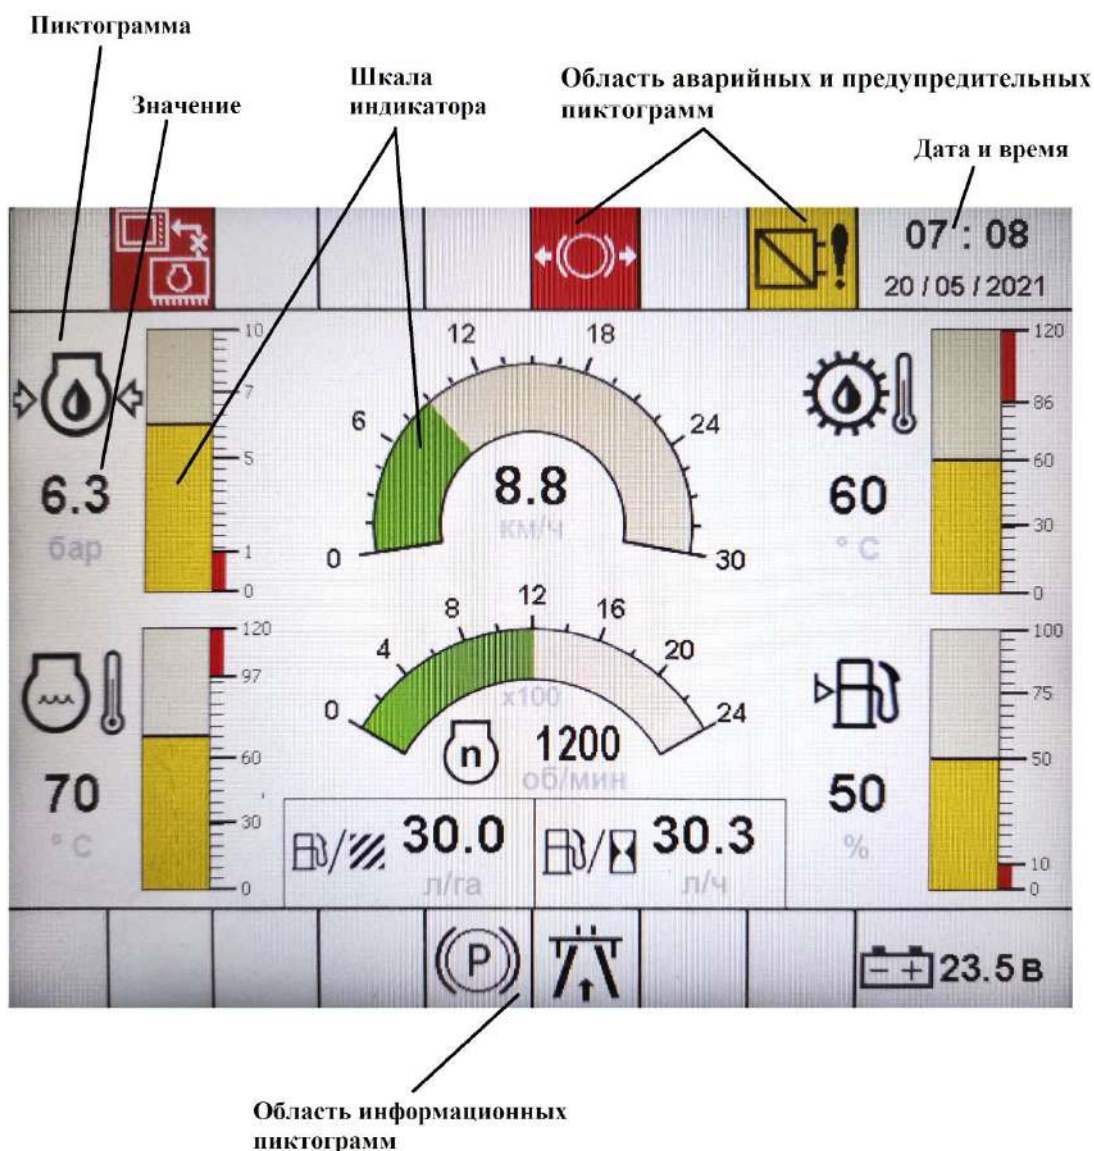 Пиктограмма
Значение
Шкала
индикатора
Область аварийных и предупредительных
пиктограмм
Дата и время
07 : 08
20 / 05 / 2021
10
7
5
1
0
6.3
бар
0
6
12
18
24
30
8.8
км/ч
120
86
60
30
0
60
° C
120
97
60
30
0
70
° C
0
4
8
12
16
20
24
x100
n
1200
об/мин
100
75
50
10
0
50
%
30.0
л/га
30.3
л/ч
P
23.5 В
Область информационных
пиктограмм